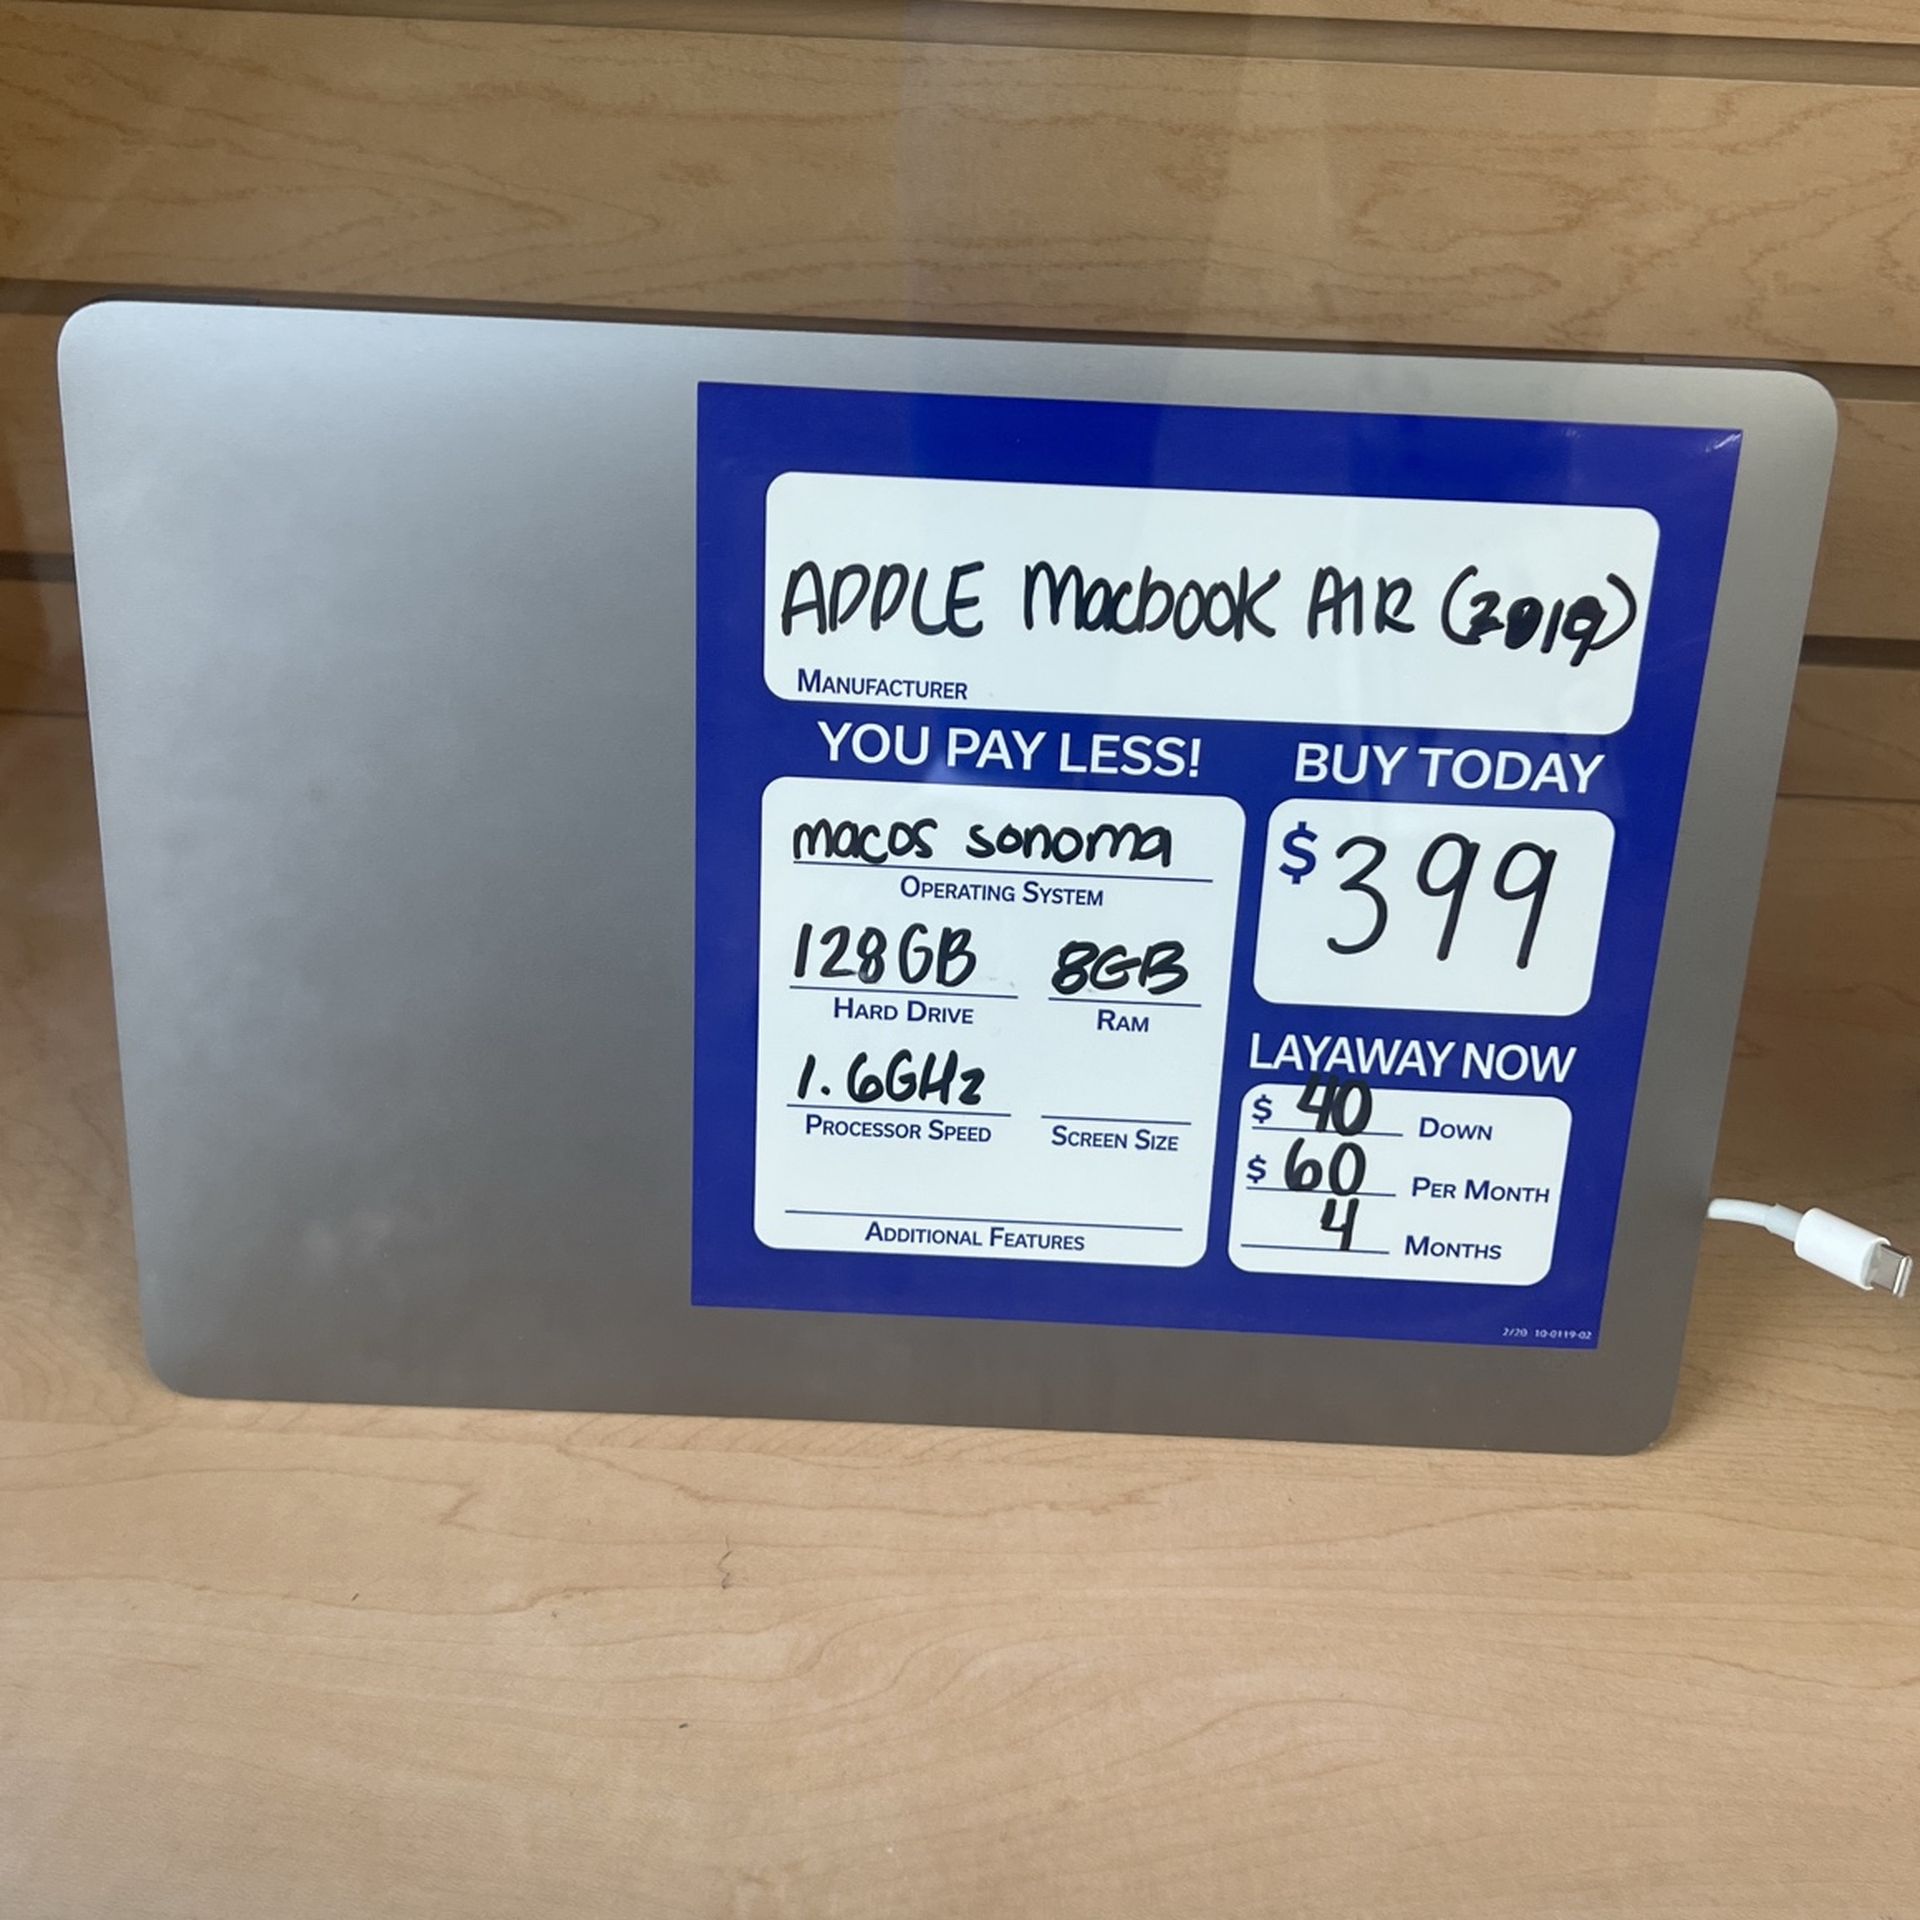 APPLE Macbook AIR (2019)
MANUFACTURER
YOU PAY LESS!
macos sonoma
OPERATING SYSTEM
128GB 8GB
HARD DRIVE RAM
1.6GHz
PROCESSOR SPEED SCREEN SIZE
ADDITIONAL FEATURES
BUY TODAY
$399
LAYAWAY NOW
$ 40 DOWN
$ 60 PER MONTH
4 MONTHS
2/20 10-0119-02